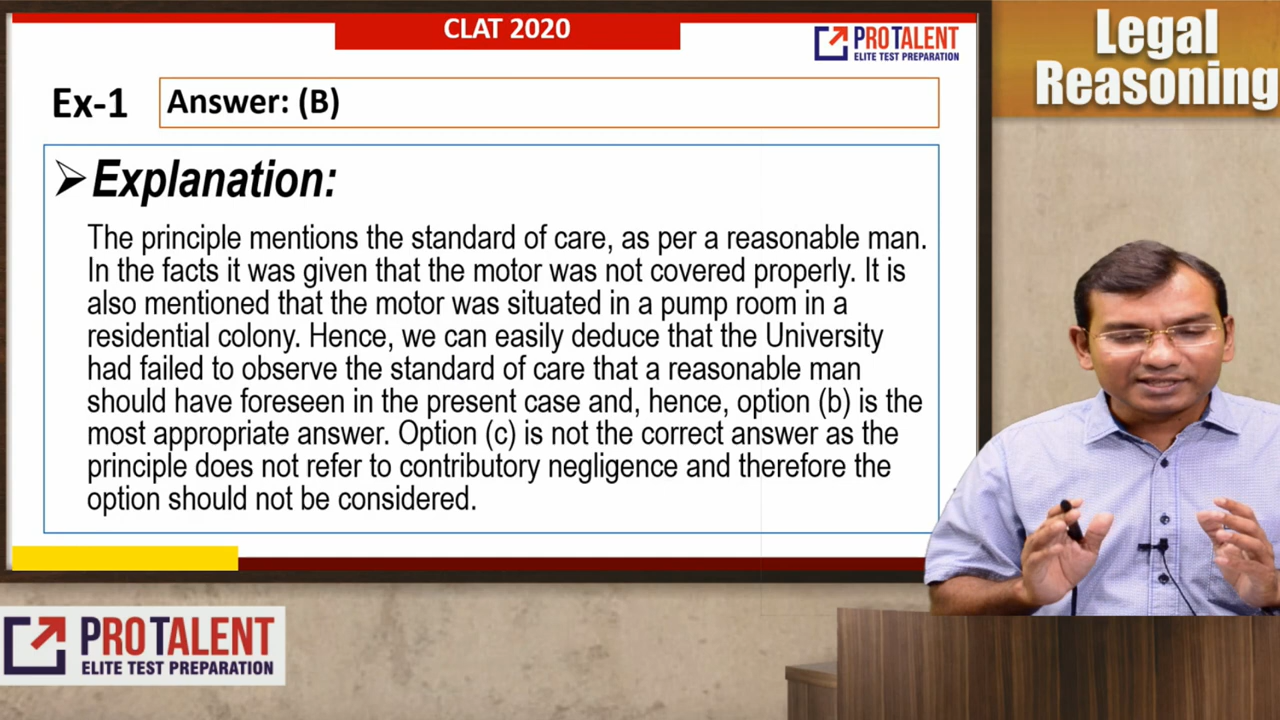 CLAT 2020
PROTALENT
ELITE TEST PREPARATION
Legal
Reasoning
Ex-1
Answer: (B)
Explanation:
The principle mentions the standard of care, as per a reasonable man.
In the facts it was given that the motor was not covered properly. It is
also mentioned that the motor was situated in a pump room in a
residential colony. Hence, we can easily deduce that the University
had failed to observe the standard of care that a reasonable man
should have foreseen in the present case and, hence, option (b) is the
most appropriate answer. Option (c) is not the correct answer as the
principle does not refer to contributory negligence and therefore the
option should not be considered.
PROTALENT
ELITE TEST PREPARATION